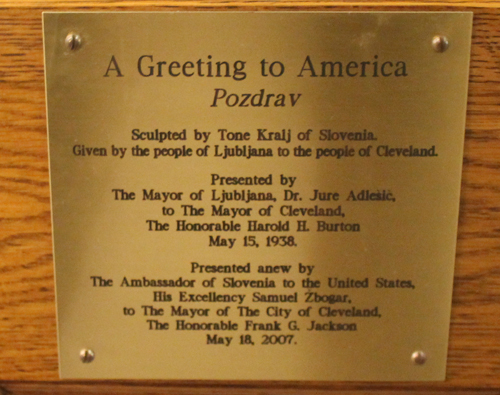 A Greeting to America
Pozdrav
Sculpted by Tone Kralj of Slovenia.
Given by the people of Ljubljana to the people of Cleveland.
Presented by
The Mayor of Ljubljana, Dr. Jure Adlešić,
to The Mayor of Cleveland,
The Honorable Harold H. Burton
May 15, 1938.
Presented anew by
The Ambassador of Slovenia to the United States,
His Excellency Samuel Zbogar,
to The Mayor of The City of Cleveland,
The Honorable Frank G. Jackson
May 18, 2007.